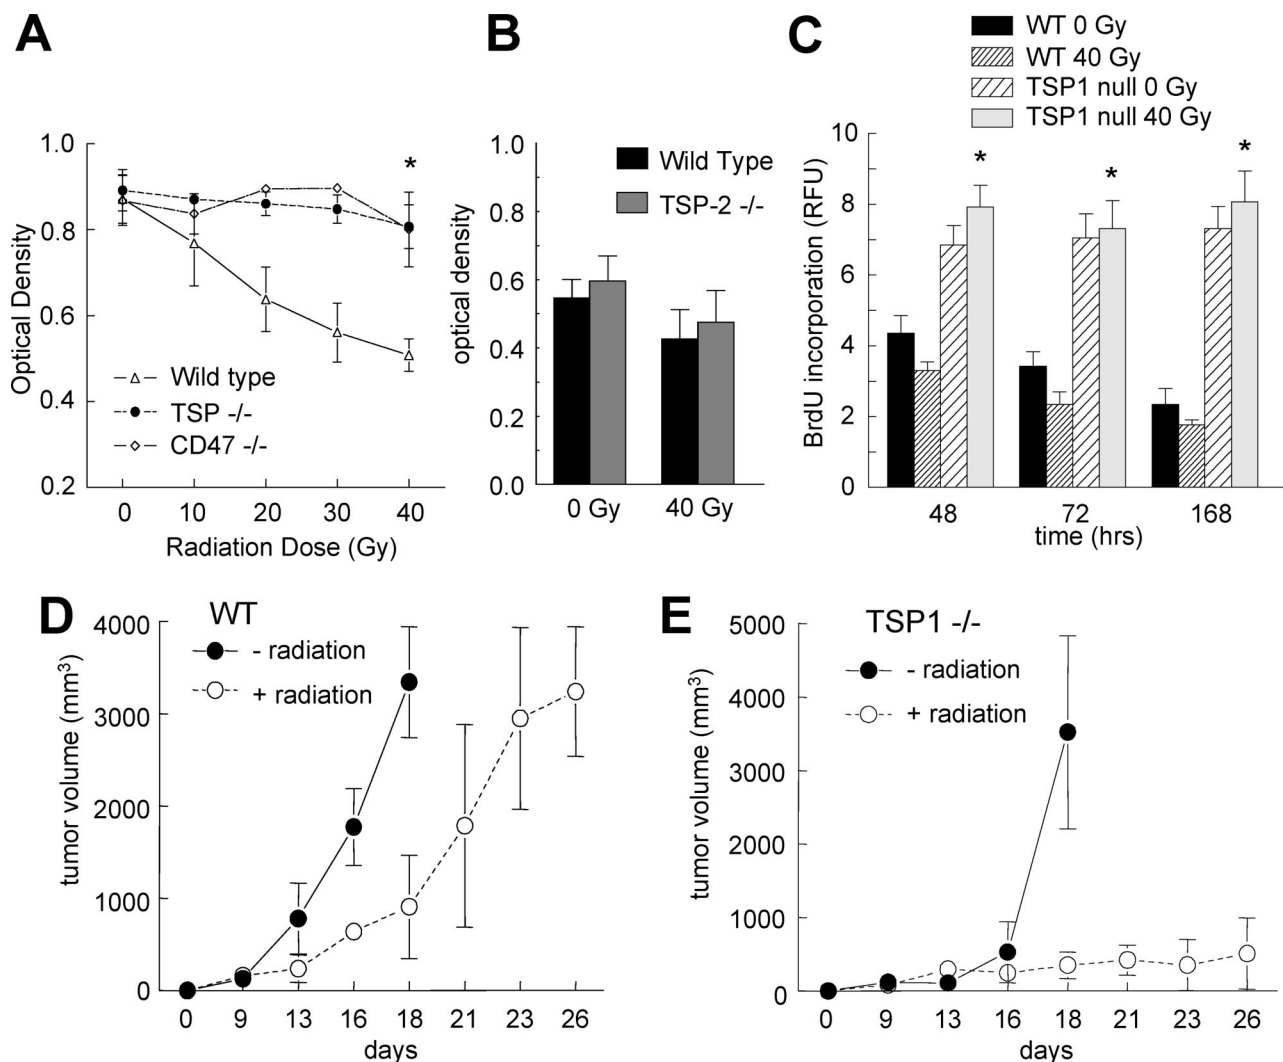 A
1.0
0.8
0.6
0.4
0.2
Optical Density
Wild type
TSP -/-
CD47 -/-
*
0 10 20 30 40
Radiation Dose (Gy)
B
1.0
0.8
0.6
0.4
0.2
0.0
optical density
Wild Type
TSP-2 -/-
0 Gy 40 Gy
C
WT 0 Gy
WT 40 Gy
TSP1 null 0 Gy
TSP1 null 40 Gy
10
8
6
4
2
0
BrdU incorporation (RFU)
* * *
48 72 168
time (hrs)
D
WT
- radiation
+ radiation
4000
3000
2000
1000
0
tumor volume (mm³)
0 9 13 16 18 21 23 26
days
E
TSP1 -/-
- radiation
+ radiation
5000
4000
3000
2000
1000
0
tumor volume (mm³)
0 9 13 16 18 21 23 26
days